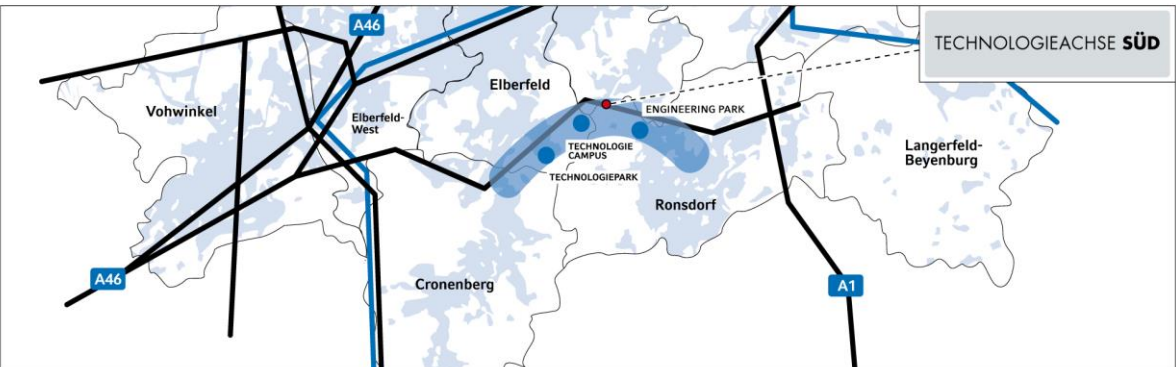 A46
TECHNOLOGIEACHSE SÜD
Elberfeld
Vohwinkel
Elberfeld-
West
ENGINEERING PARK
TECHNOLOGIE
CAMPUS
TECHNOLOGIEPARK
Langerfeld-
Beyenburg
Ronsdorf
A46
Cronenberg
A1